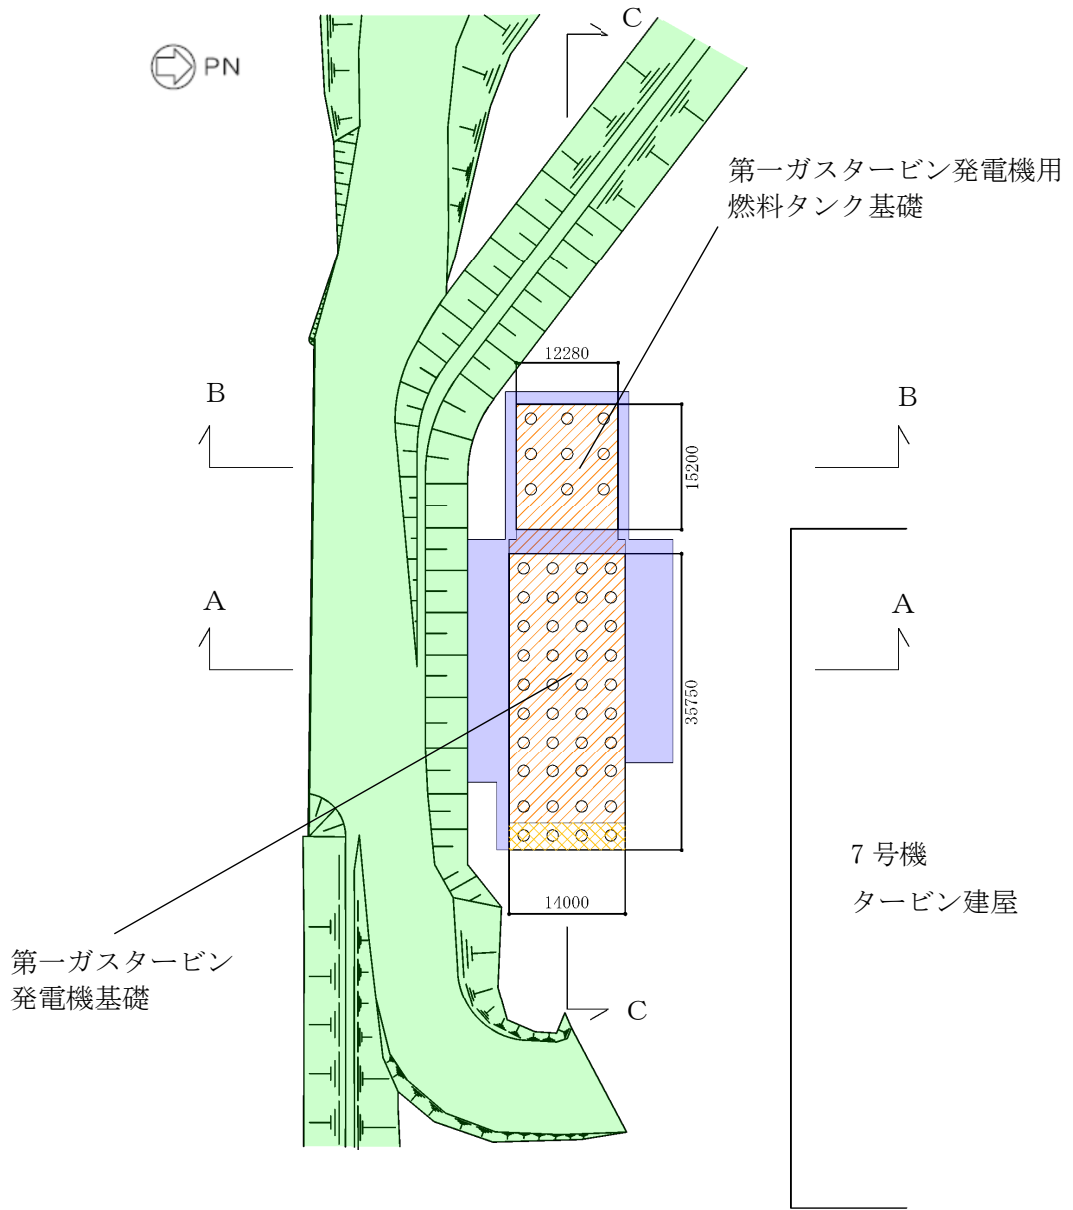 C
PN
第一ガスタービン発電機用
燃料タンク基礎
12280
B
B
15200
A
A
35750
7 号機
タービン建屋
14000
第一ガスタービン
発電機基礎
C